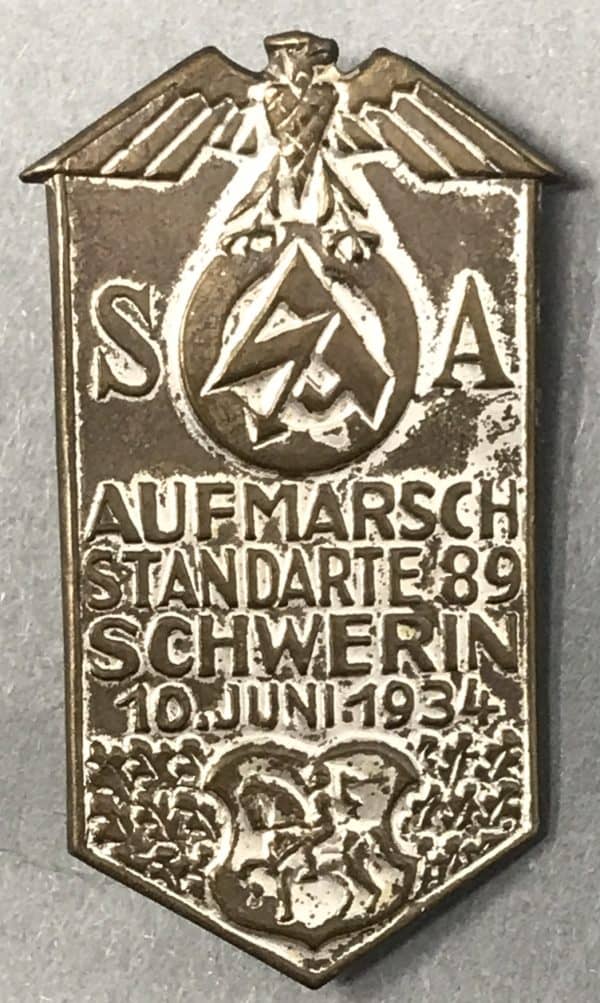 S A
AUFMARSCH
STANDARTE 89
SCHWERIN
10. JUNI. 1934